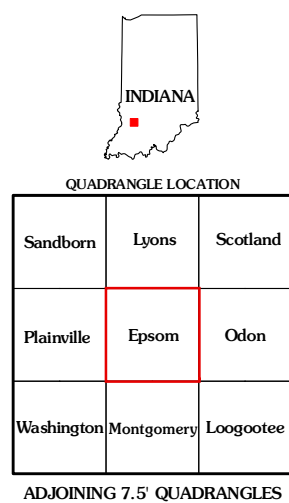 INDIANA
QUADRANGLE LOCATION
Sandborn Lyons Scotland
Plainville Epsom Odon
Washington Montgomery Loogootee
ADJOINING 7.5' QUADRANGLES